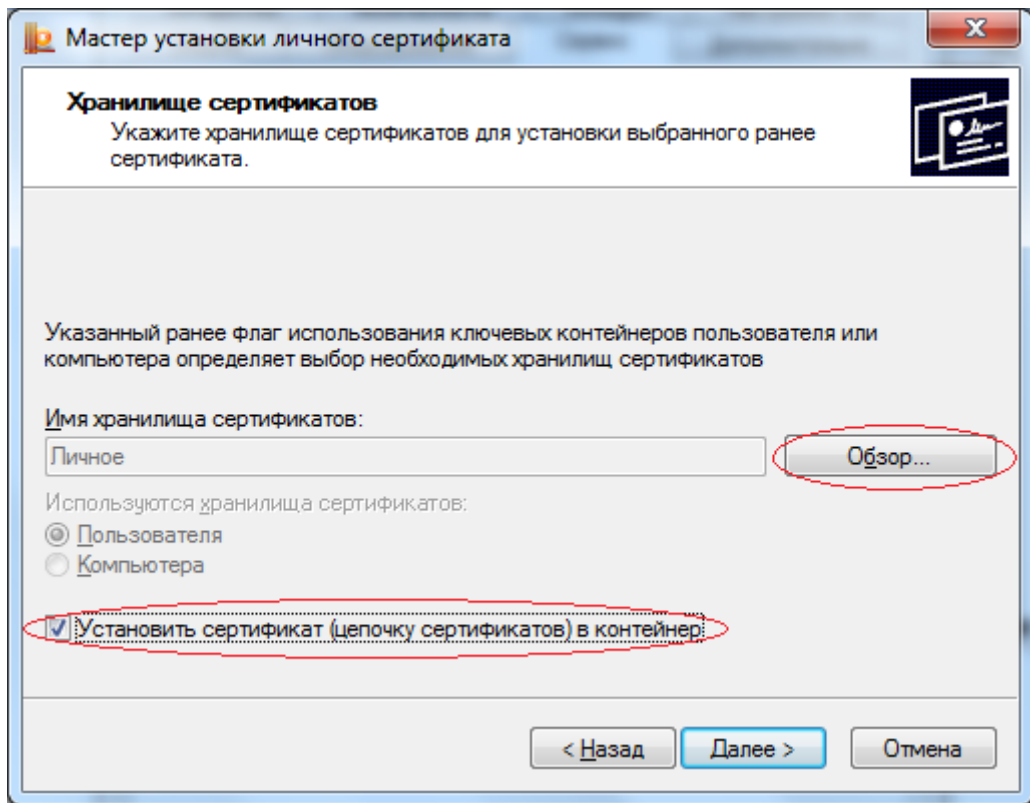 Мастер установки личного сертификата
Хранилище сертификатов
Укажите хранилище сертификатов для установки выбранного ранее
сертификата.
Указанный ранее флаг использования ключевых контейнеров пользователя или
компьютера определяет выбор необходимых хранилищ сертификатов
Имя хранилища сертификатов:
Личное
Обзор...
Используются хранилища сертификатов:
Пользователя
Компьютера
Установить сертификат (цепочку сертификатов) в контейнер
< Назад
Далее >
Отмена